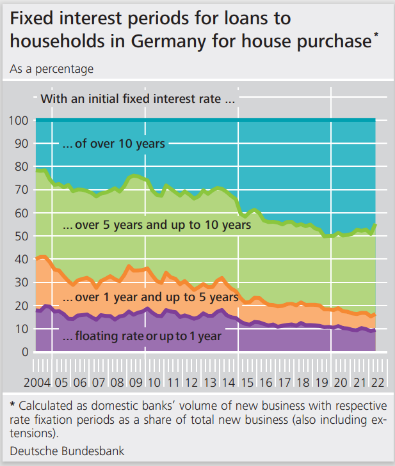 Fixed interest periods for loans to
households in Germany for house purchase*
As a percentage
With an initial fixed interest rate ...
100
90
... of over 10 years
80
70
60
... over 5 years and up to 10 years
50
40
30
... over 1 year and up to 5 years
20
10
... floating rate or up to 1 year
0
2004 05 06 07 08 09 10 11 12 13 14 15 16 17 18 19 20 21 22
* Calculated as domestic banks' volume of new business with respective
rate fixation periods as a share of total new business (also including ex-
tensions).
Deutsche Bundesbank